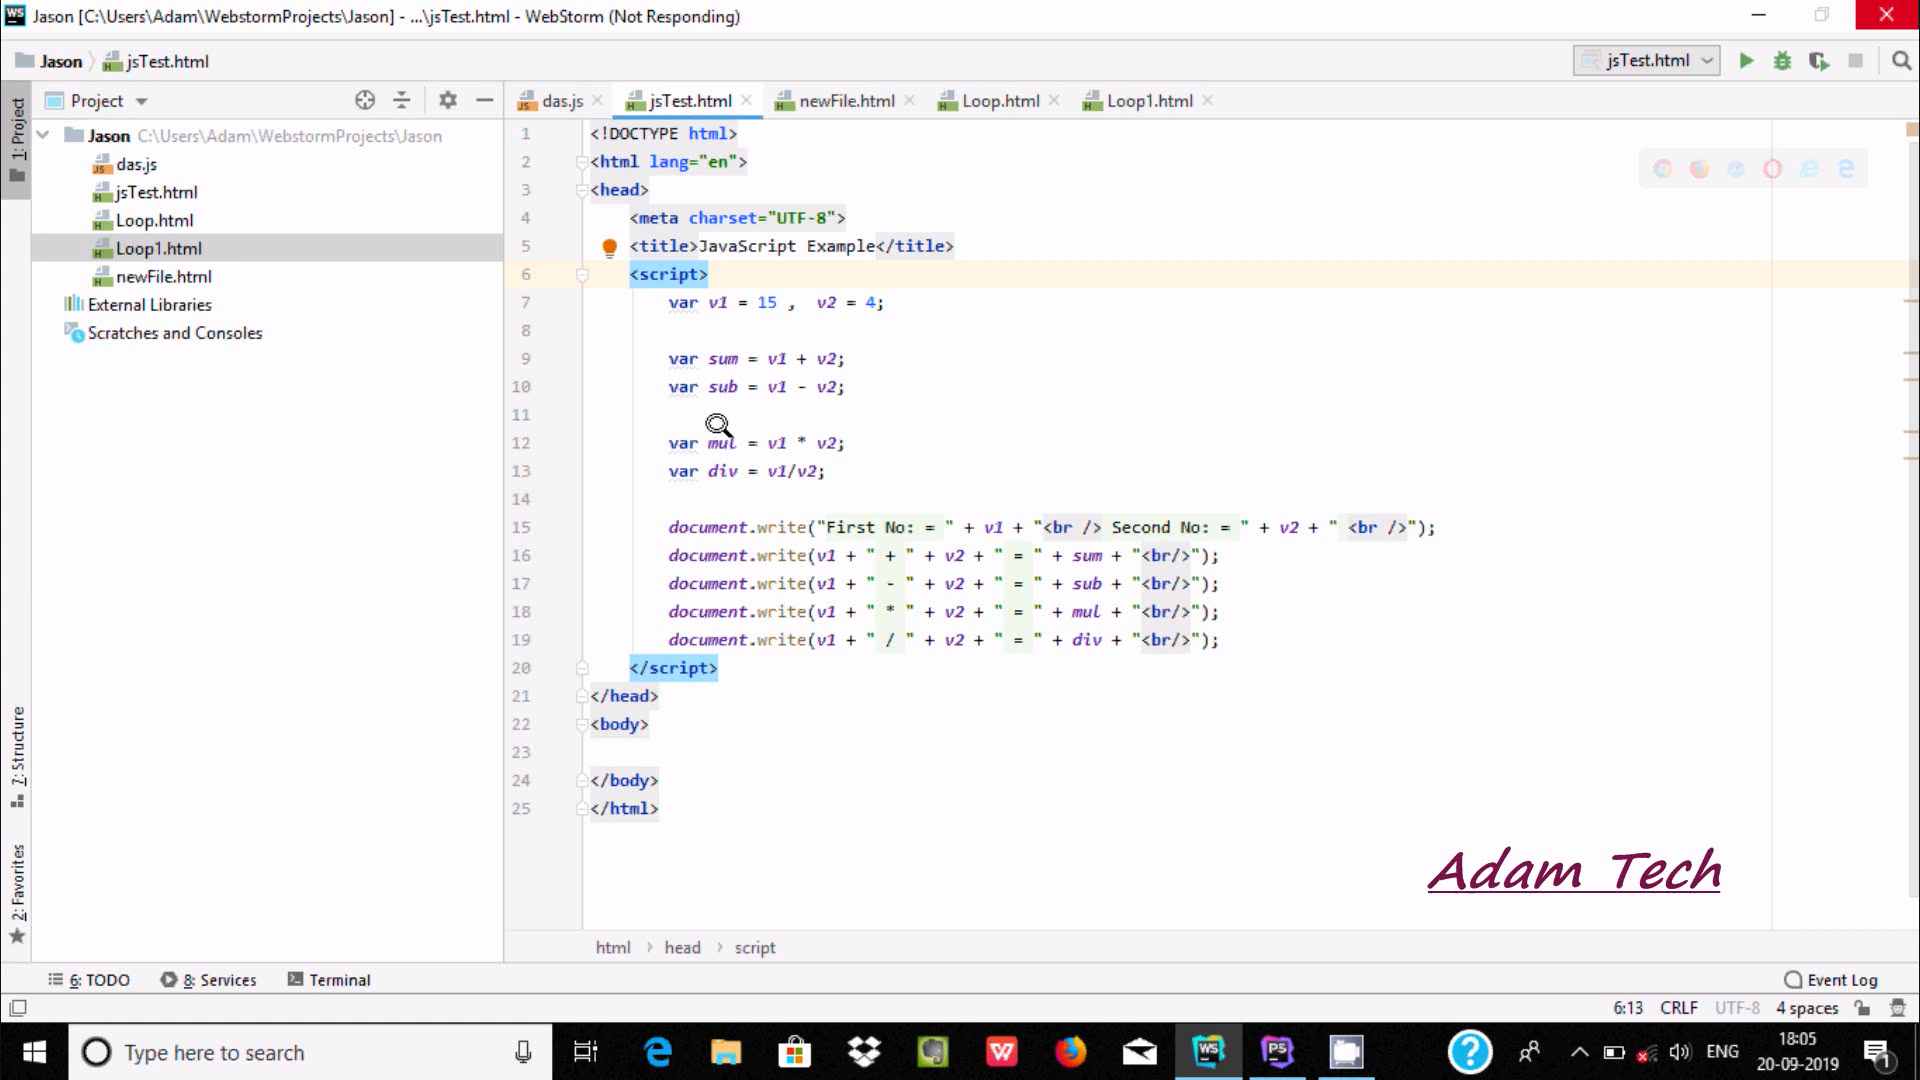 Jason [C:\Users\Adam\WebstormProjects\Jason] - ...\jsTest.html - WebStorm (Not Responding)
Jason jsTest.html
jsTest.html
1: Project
Project
das.js jsTest.html newFile.html Loop.html Loop1.html
Jason C:\Users\Adam\WebstormProjects\Jason
das.js
jsTest.html
Loop.html
Loop1.html
newFile.html
External Libraries
Scratches and Consoles
1 <!DOCTYPE html>
2 <html lang="en">
3 <head>
4 <meta charset="UTF-8">
5 <title>JavaScript Example</title>
6 <script>
7 var v1 = 15 , v2 = 4;
8
9 var sum = v1 + v2;
10 var sub = v1 - v2;
11
12 var mul = v1 * v2;
13 var div = v1/v2;
14
15 document.write("First No: = " + v1 + "<br /> Second No: = " + v2 + " <br />");
16 document.write(v1 + " + " + v2 + " = " + sum + "<br/>");
17 document.write(v1 + " - " + v2 + " = " + sub + "<br/>");
18 document.write(v1 + " * " + v2 + " = " + mul + "<br/>");
19 document.write(v1 + " / " + v2 + " = " + div + "<br/>");
20 </script>
21 </head>
22 <body>
23
24 </body>
25 </html>
Adam Tech
7: Structure
2: Favorites
html > head > script
6: TODO 8: Services Terminal Event Log
6:13 CRLF UTF-8 4 spaces
Type here to search
WS PS
ENG
18:05
20-09-2019
1